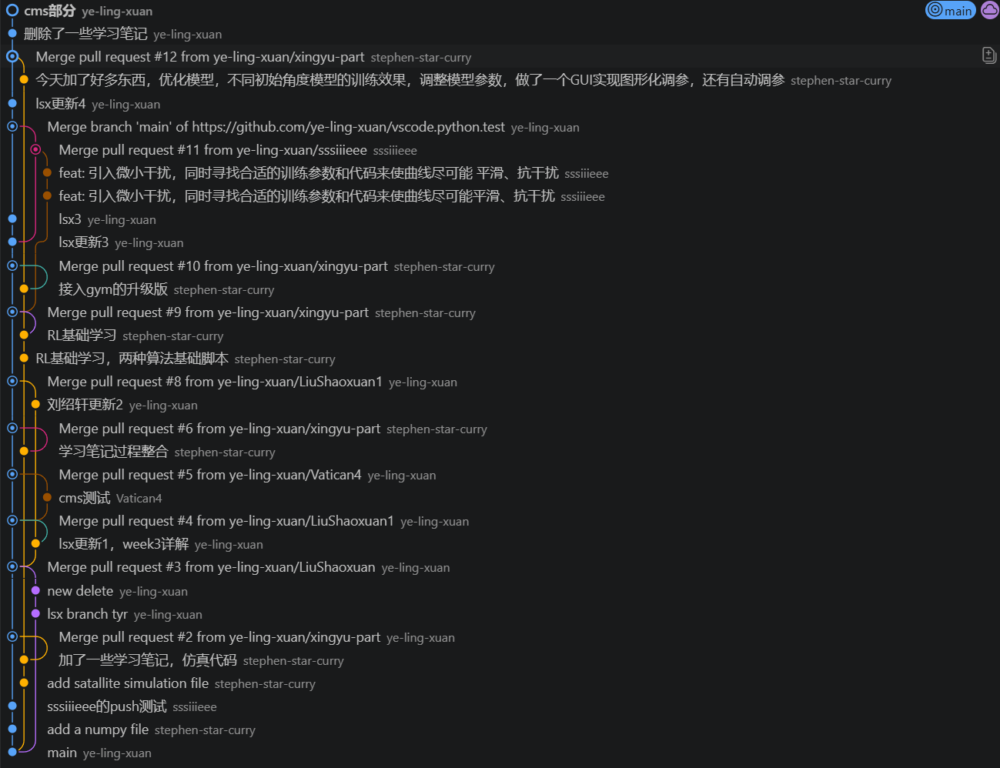 cms部分 ye-ling-xuan main
删除了一些学习笔记 ye-ling-xuan
Merge pull request #12 from ye-ling-xuan/xingyu-part stephen-star-curry
今天加了好多东西，优化模型，不同初始角度模型的训练效果，调整模型参数，做了一个GUI实现图形化调参，还有自动调参 stephen-star-curry
lsx更新4 ye-ling-xuan
Merge branch 'main' of https://github.com/ye-ling-xuan/vscode.python.test ye-ling-xuan
Merge pull request #11 from ye-ling-xuan/sssiiieee sssiiieee
feat: 引入微小干扰，同时寻找合适的训练参数和代码来使曲线尽可能 平滑、抗干扰 sssiiieee
feat: 引入微小干扰，同时寻找合适的训练参数和代码来使曲线尽可能平滑、抗干扰 sssiiieee
lsx3 ye-ling-xuan
lsx更新3 ye-ling-xuan
Merge pull request #10 from ye-ling-xuan/xingyu-part stephen-star-curry
接入gym的升级版 stephen-star-curry
Merge pull request #9 from ye-ling-xuan/xingyu-part stephen-star-curry
RL基础学习 stephen-star-curry
RL基础学习，两种算法基础脚本 stephen-star-curry
Merge pull request #8 from ye-ling-xuan/LiuShaoxuan1 ye-ling-xuan
刘绍轩更新2 ye-ling-xuan
Merge pull request #6 from ye-ling-xuan/xingyu-part stephen-star-curry
学习笔记过程整合 stephen-star-curry
Merge pull request #5 from ye-ling-xuan/Vatican4 ye-ling-xuan
cms测试 Vatican4
Merge pull request #4 from ye-ling-xuan/LiuShaoxuan1 ye-ling-xuan
lsx更新1，week3详解 ye-ling-xuan
Merge pull request #3 from ye-ling-xuan/LiuShaoxuan ye-ling-xuan
new delete ye-ling-xuan
lsx branch tyr ye-ling-xuan
Merge pull request #2 from ye-ling-xuan/xingyu-part ye-ling-xuan
加了一些学习笔记，仿真代码 stephen-star-curry
add satallite simulation file stephen-star-curry
sssiiieee的push测试 sssiiieee
add a numpy file stephen-star-curry
main ye-ling-xuan